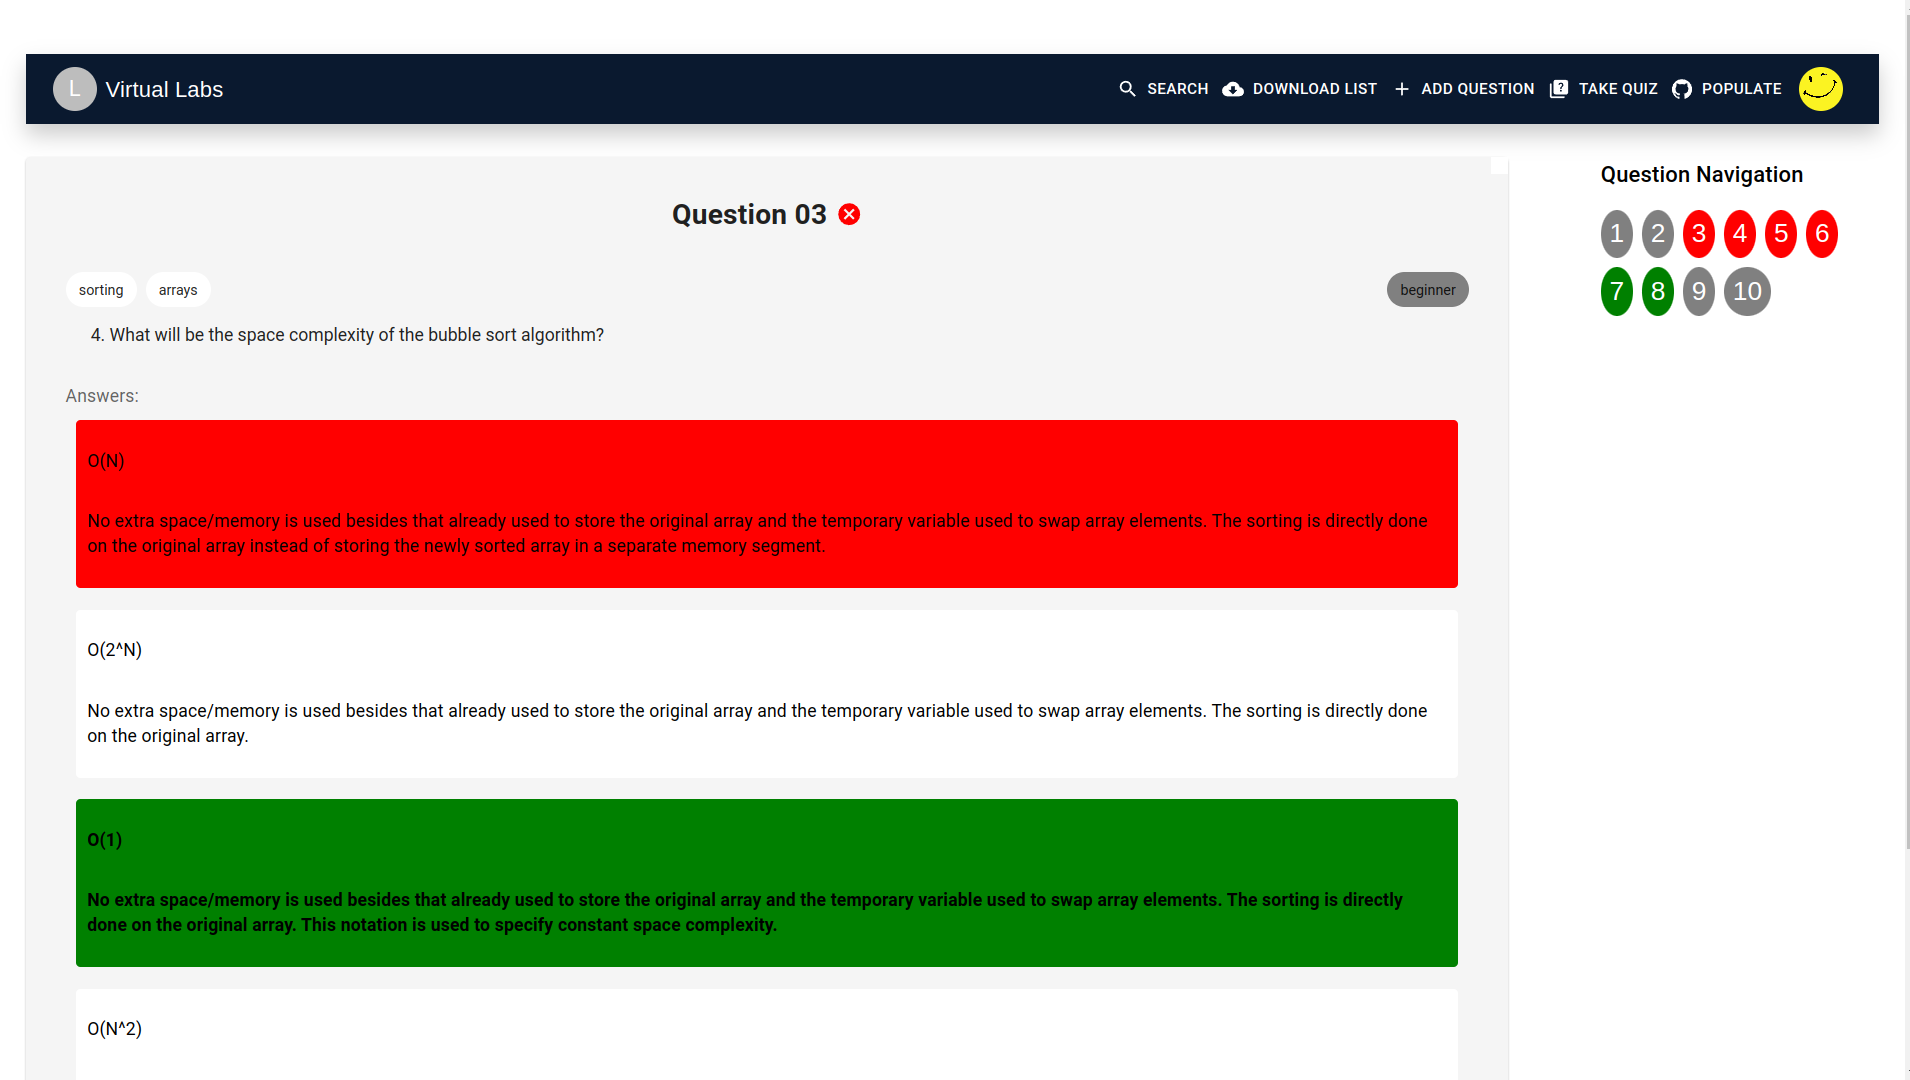 L Virtual Labs SEARCH DOWNLOAD LIST ADD QUESTION TAKE QUIZ POPULATE
Question 03
sorting arrays beginner
4. What will be the space complexity of the bubble sort algorithm?
Answers:
O(N)
No extra space/memory is used besides that already used to store the original array and the temporary variable used to swap array elements. The sorting is directly done
on the original array instead of storing the newly sorted array in a separate memory segment.
O(2^N)
No extra space/memory is used besides that already used to store the original array and the temporary variable used to swap array elements. The sorting is directly done
on the original array.
O(1)
No extra space/memory is used besides that already used to store the original array and the temporary variable used to swap array elements. The sorting is directly
done on the original array. This notation is used to specify constant space complexity.
O(N^2)
Question Navigation
1 2 3 4 5 6
7 8 9 10